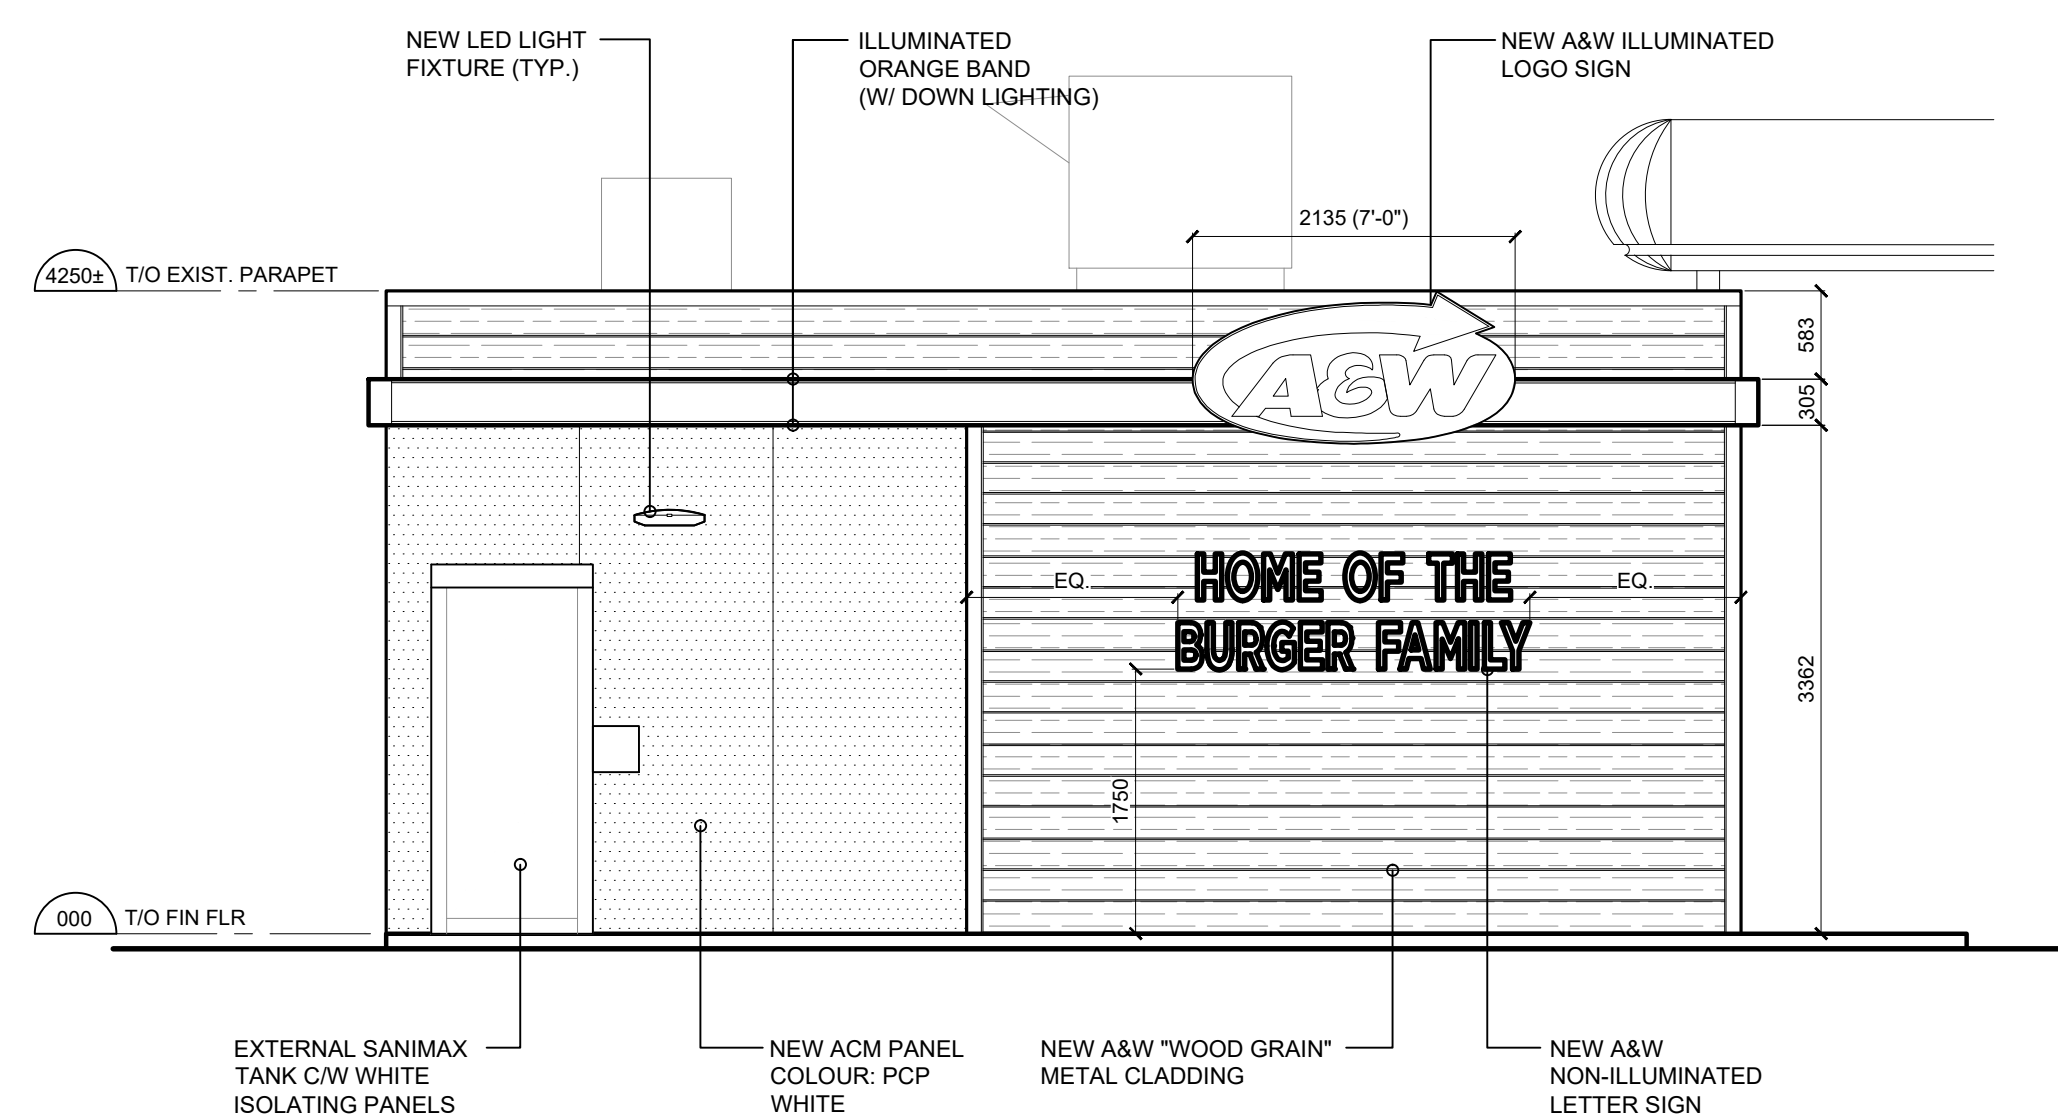 NEW LED LIGHT
FIXTURE (TYP.)
ILLUMINATED
ORANGE BAND
(W/ DOWN LIGHTING)
NEW A&W ILLUMINATED
LOGO SIGN
2135 (7'-0")
4250±
T/O EXIST. PARAPET
583
A&W
305
EQ.
HOME OF THE
BURGER FAMILY
EQ.
3362
1750
000
T/O FIN FLR
EXTERNAL SANIMAX
TANK C/W WHITE
ISOLATING PANELS
NEW ACM PANEL
COLOUR: PCP
WHITE
NEW A&W "WOOD GRAIN"
METAL CLADDING
NEW A&W
NON-ILLUMINATED
LETTER SIGN